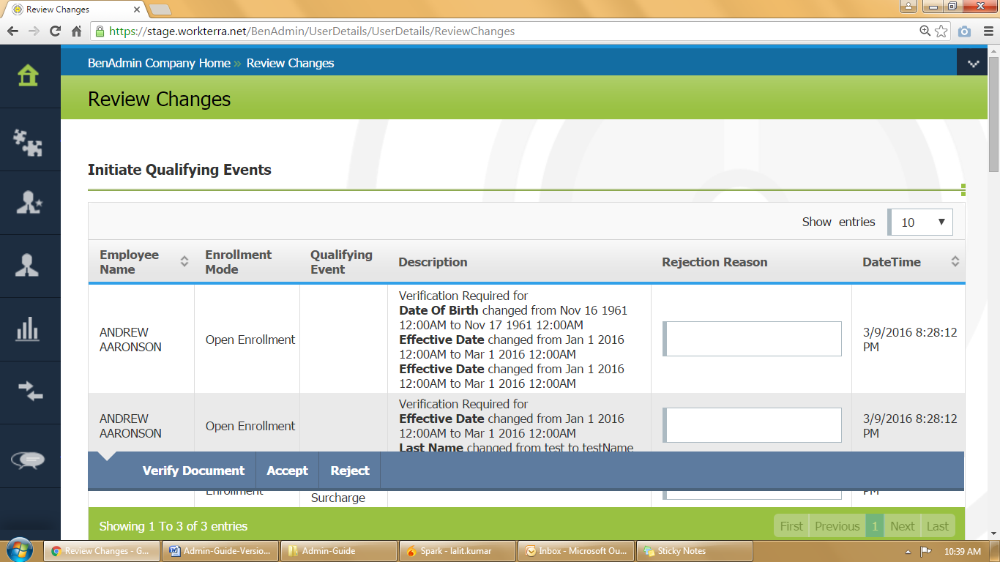 Review Changes
https://stage.workterra.net/BenAdmin/UserDetails/UserDetails/ReviewChanges
BenAdmin Company Home » Review Changes
Review Changes
Initiate Qualifying Events
Show entries 10
Employee Name
Enrollment Mode
Qualifying Event
Description
Rejection Reason
DateTime
ANDREW
AARONSON
Open Enrollment
Verification Required for
Date Of Birth changed from Nov 16 1961
12:00AM to Nov 17 1961 12:00AM
Effective Date changed from Jan 1 2016
12:00AM to Mar 1 2016 12:00AM
Effective Date changed from Jan 1 2016
12:00AM to Mar 1 2016 12:00AM
3/9/2016 8:28:12
PM
ANDREW
AARONSON
Open Enrollment
Verification Required for
Effective Date changed from Jan 1 2016
12:00AM to Mar 1 2016 12:00AM
Last Name changed from test to testName
3/9/2016 8:28:12
PM
Verify Document Accept Reject
Enrollment
Surcharge
PM
Showing 1 To 3 of 3 entries
First Previous 1 Next Last
Review Changes - G... Admin-Guide-Versio... Admin-Guide Spark - lalit.kumar Inbox - Microsoft Ou... Sticky Notes 10:39 AM